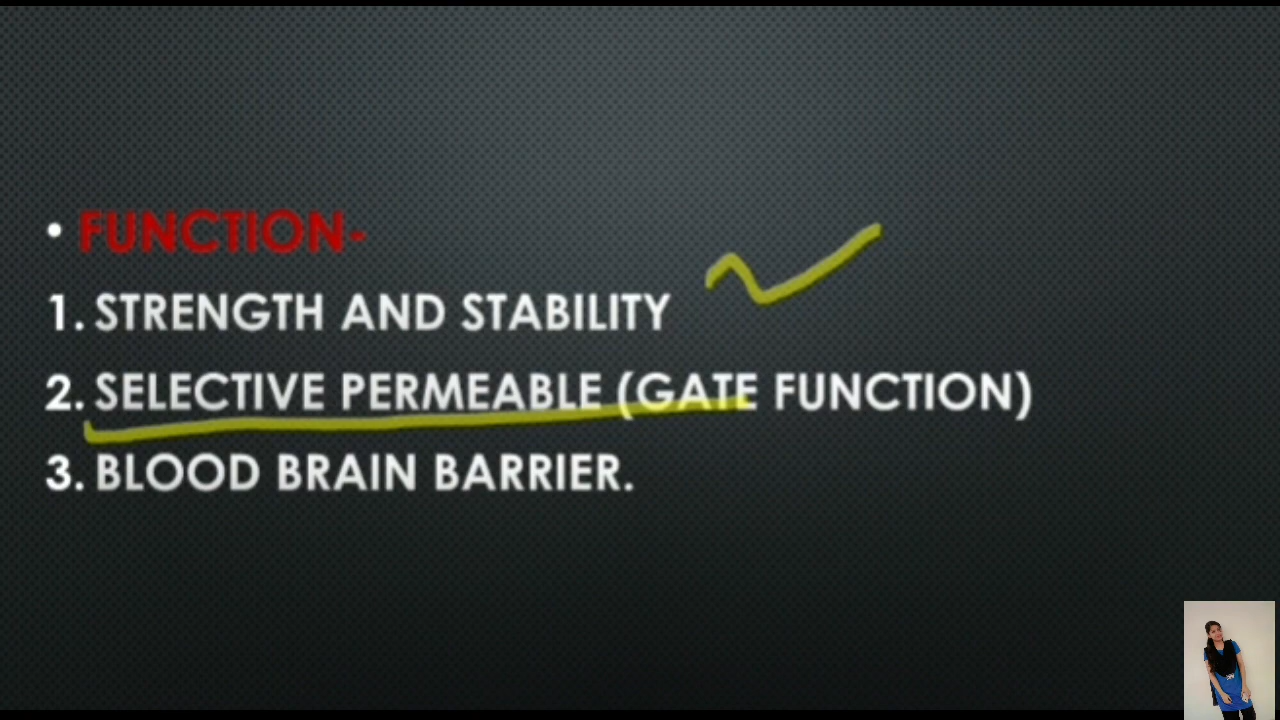 • FUNCTION-
1. STRENGTH AND STABILITY
2. SELECTIVE PERMEABLE (GATE FUNCTION)
3. BLOOD BRAIN BARRIER.